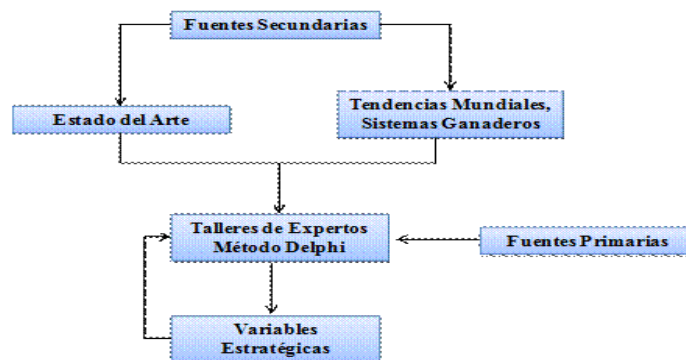 Fuentes Secundarias
Estado del Arte
Tendencias Mundiales,
Sistemas Ganaderos
Talleres de Expertos
Método Delphi
Fuentes Primarias
Variables
Estratégicas